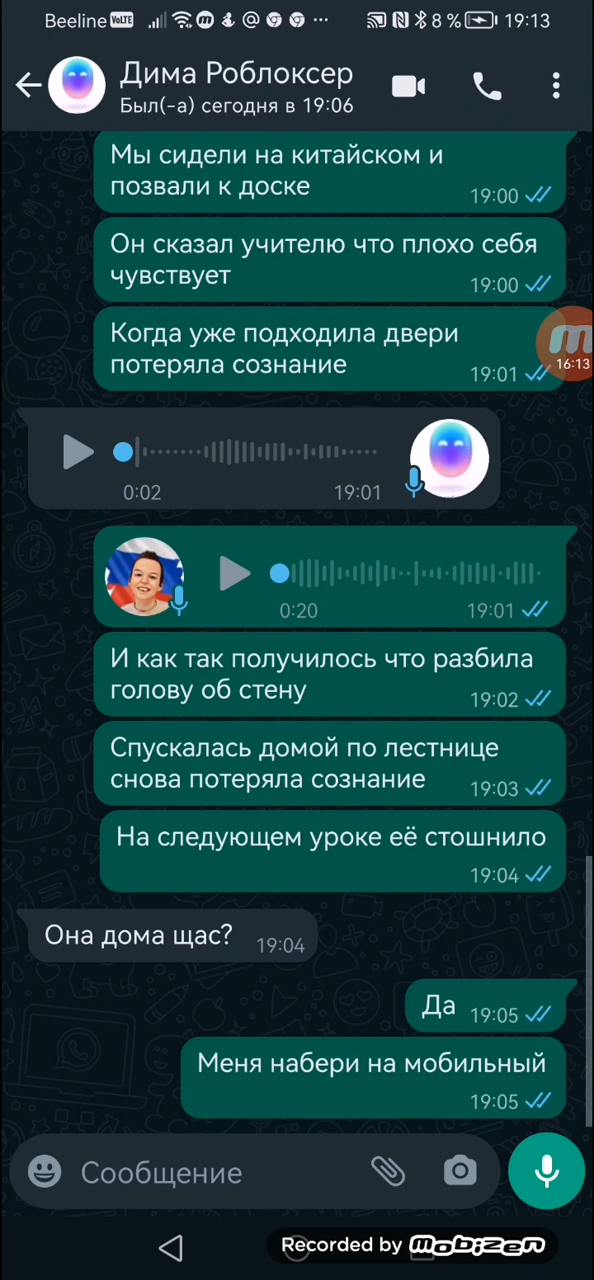 Beeline VoLTE 8 % 19:13
Дима Роблоксер
Был(-а) сегодня в 19:06
Мы сидели на китайском и
позвали к доске
19:00
Он сказал учителю что плохо себя
чувствует
19:00
Когда уже подходила двери
потеряла сознание
19:01
16:13
0:02 19:01
0:20 19:01
И как так получилось что разбила
голову об стену
19:02
Спускалась домой по лестнице
снова потеряла сознание
19:03
На следующем уроке её стошнило
19:04
Она дома щас? 19:04
Да 19:05
Меня набери на мобильный
19:05
Сообщение
Recorded by Mobizen